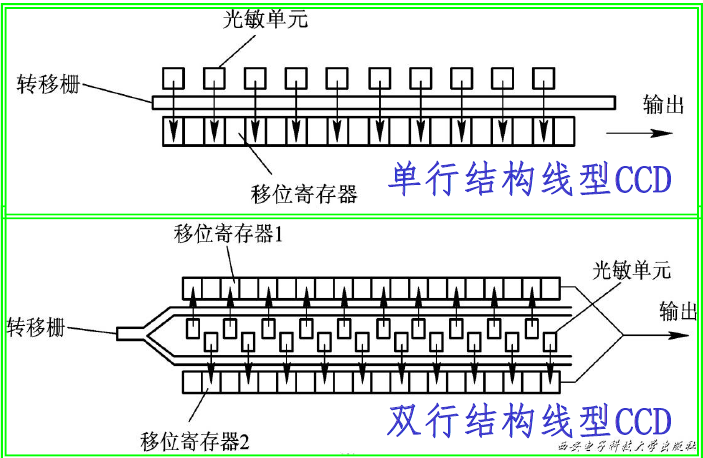 光敏单元
转移栅
输出
移位寄存器
单行结构线型CCD
移位寄存器1
光敏单元
输出
转移栅
移位寄存器2
双行结构线型CCD
西安电子科技大学出版社